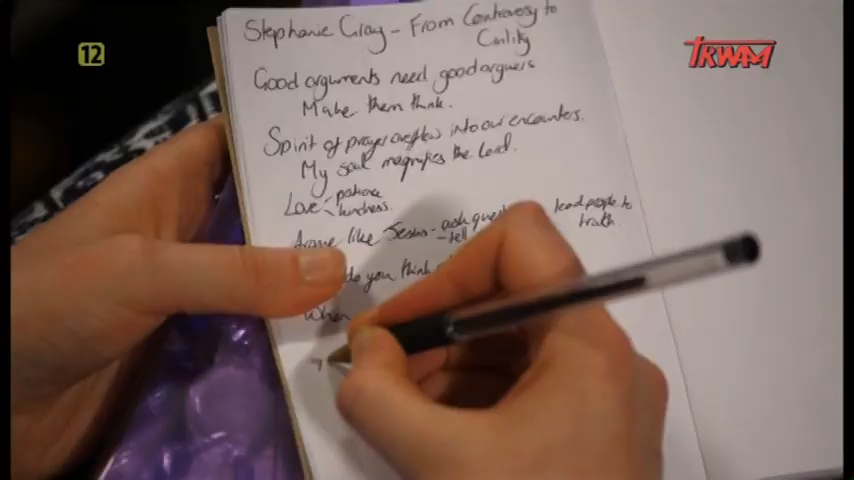 12
TRWAM
Stephanie Gray - From Controversy to
Civility
Good arguments need good arguers
Make them think.
Spirit of prayer overflow into our encounters.
My soul magnifies the Lord.
Love patience
kindness.
Argue like Jesus - ask
- tell
lead people to
truth.
do you think
When